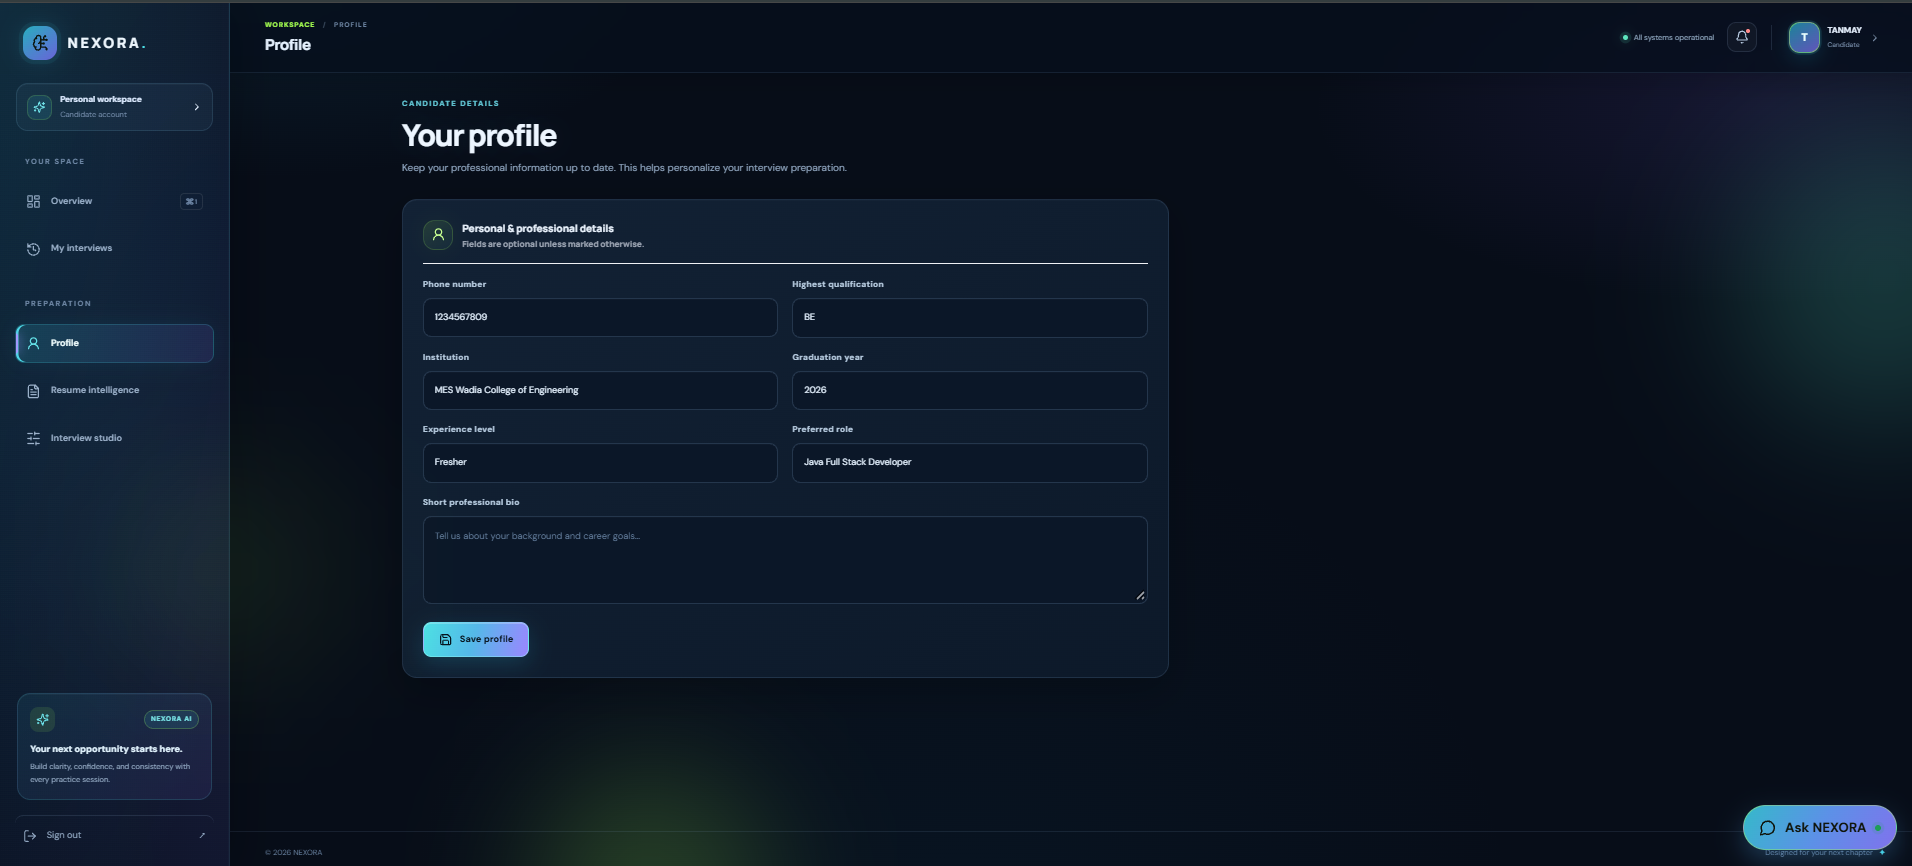 NEXORA.
Personal workspace
Candidate account
YOUR SPACE
Overview
My interviews
PREPARATION
Profile
Resume intelligence
Interview studio
NEXORA AI
Your next opportunity starts here.
Build clarity, confidence, and consistency with
every practice session.
Sign out
WORKSPACE / PROFILE
Profile
All systems operational
T
TANMAY
Candidate
CANDIDATE DETAILS
Your profile
Keep your professional information up to date. This helps personalize your interview preparation.
Personal & professional details
Fields are optional unless marked otherwise.
Phone number
1234567809
Highest qualification
BE
Institution
MES Wadia College of Engineering
Graduation year
2026
Experience level
Fresher
Preferred role
Java Full Stack Developer
Short professional bio
Tell us about your background and career goals...
Save profile
Ask NEXORA
© 2026 NEXORA
Designed for your next chapter